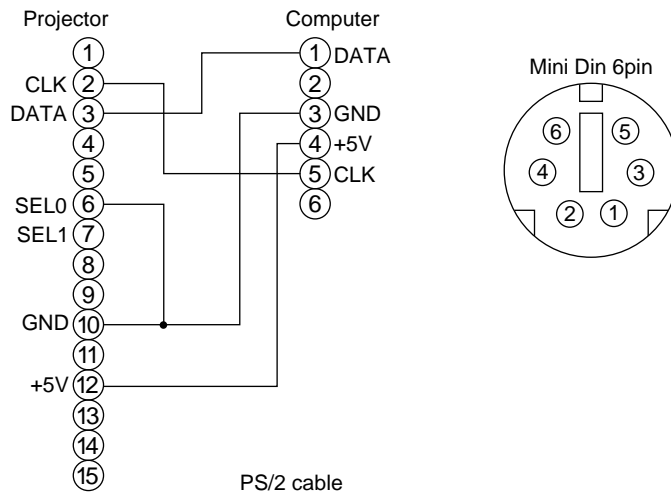 Projector
1
CLK 2
DATA 3
4
5
SEL0 6
SEL1 7
8
9
GND 10
11
+5V 12
13
14
15
Computer
1 DATA
2
3 GND
4 +5V
5 CLK
6
PS/2 cable
Mini Din 6pin
6 5
4 3
2 1